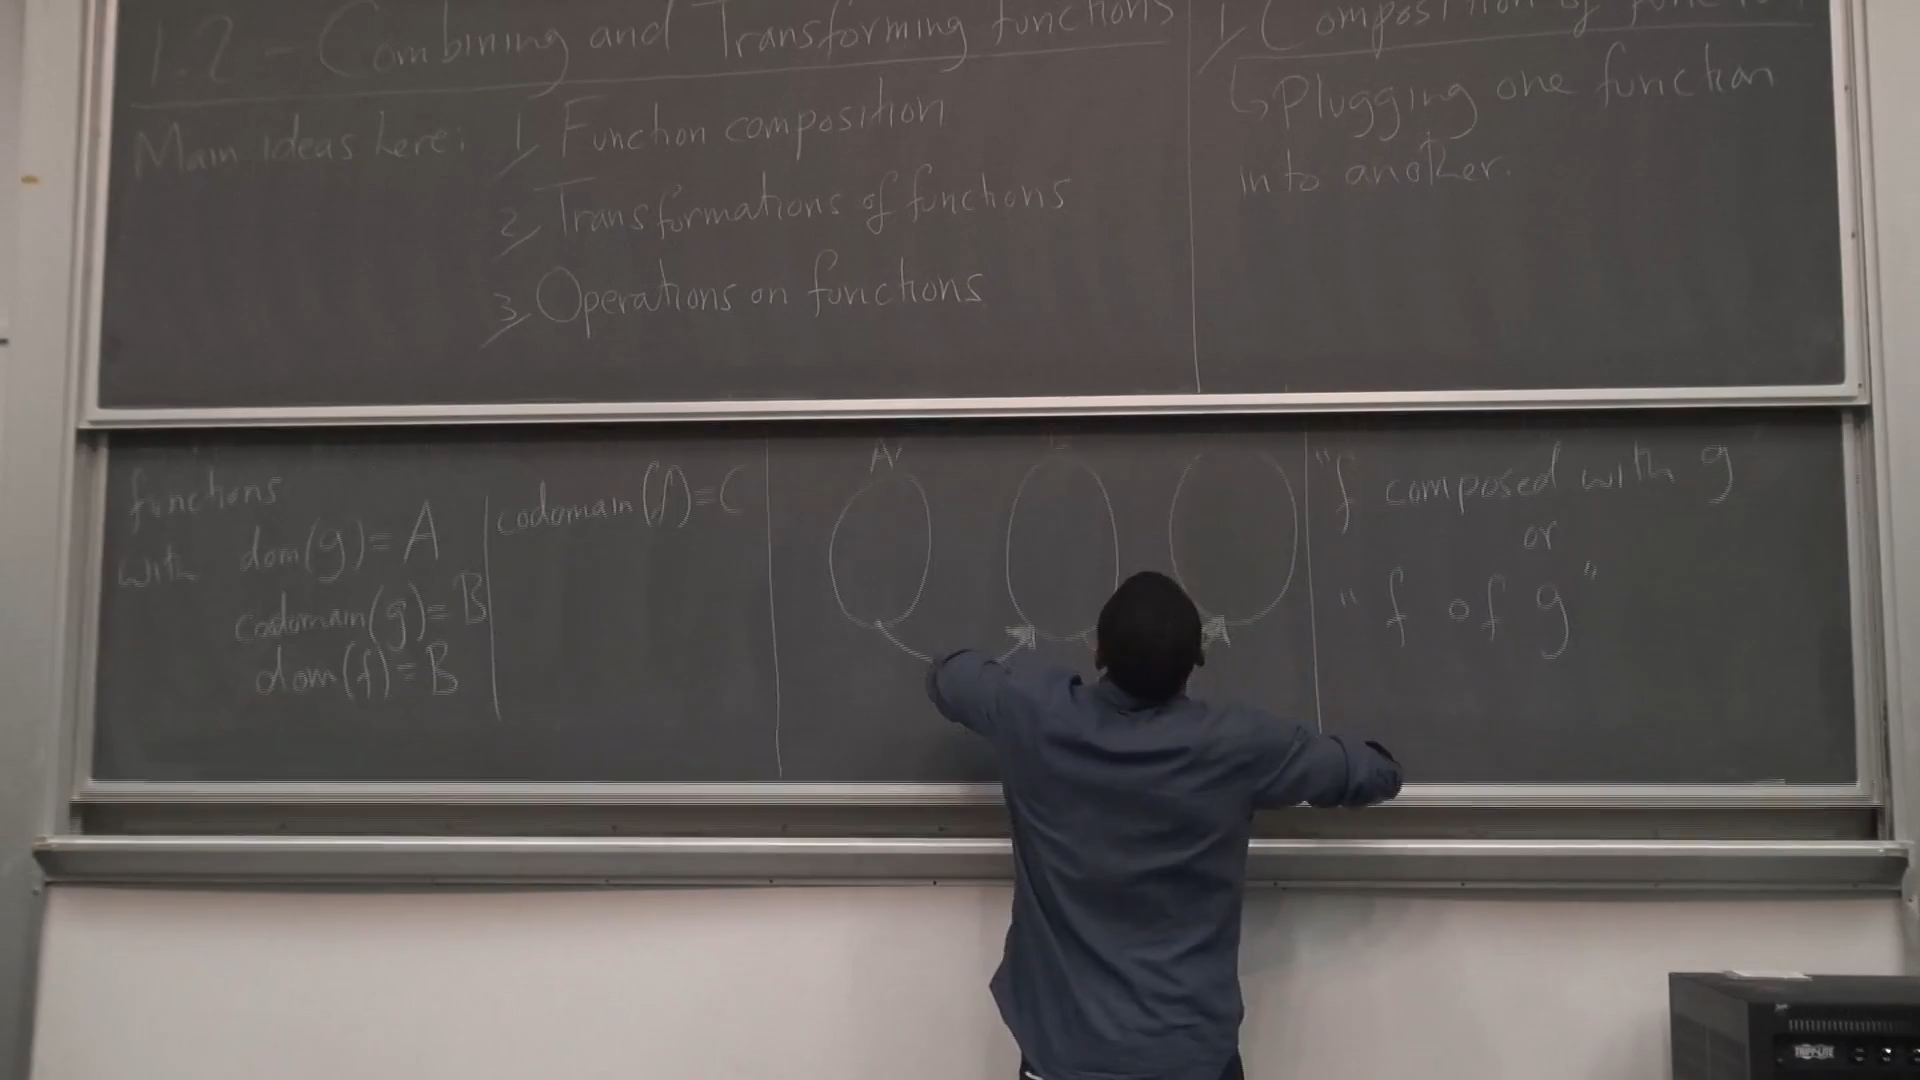 1.2 - Combining and Transforming functions
Main ideas here: 1. Function composition
2. Transformations of functions
3. Operations on functions
1. Composition of
↳ Plugging one function
into another.
functions
with dom(g) = A
codomain(g) = B
dom(f) = B
codomain(f) = C
A
"f composed with g
or
"f of g"
TRIPP-LITE